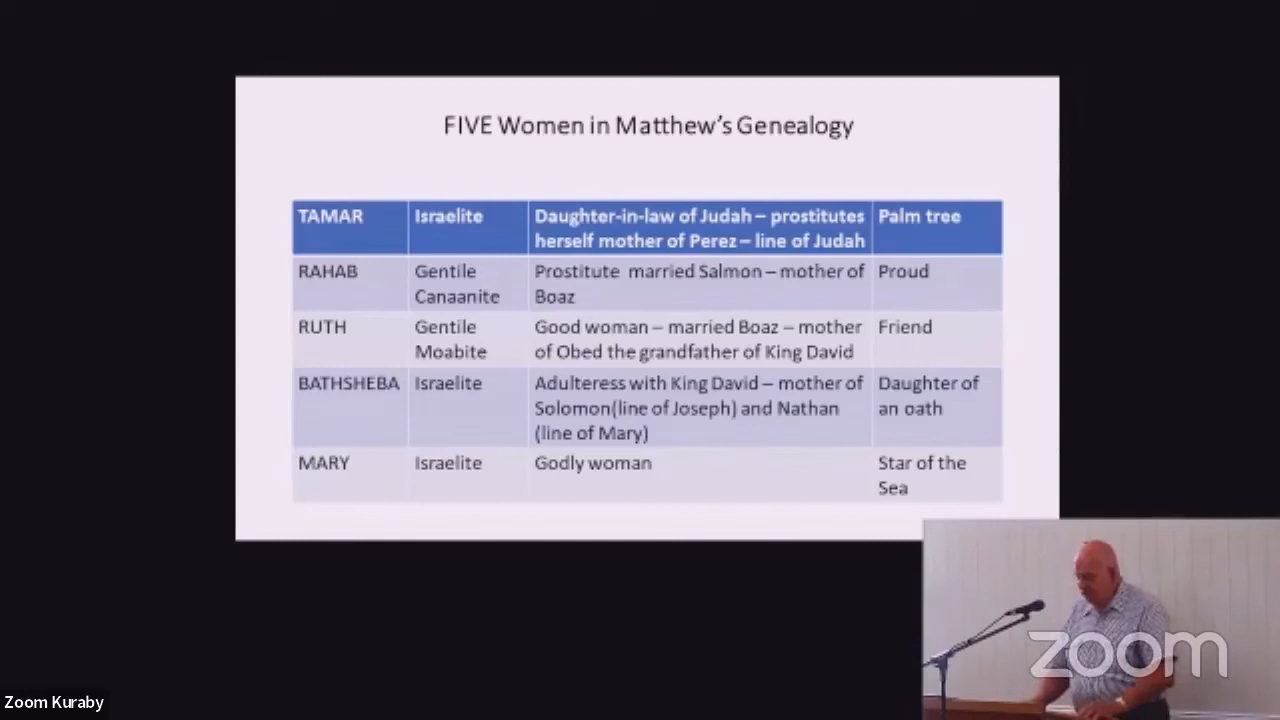 FIVE Women in Matthew's Genealogy
TAMAR Israelite Daughter-in-law of Judah – prostitutes Palm tree
herself mother of Perez – line of Judah
RAHAB Gentile Prostitute married Salmon – mother of Proud
Canaanite Boaz
RUTH Gentile Good woman – married Boaz – mother Friend
Moabite of Obed the grandfather of King David
BATHSHEBA Israelite Adulteress with King David – mother of Daughter of
Solomon(line of Joseph) and Nathan an oath
(line of Mary)
MARY Israelite Godly woman Star of the
Sea
zoom
Zoom Kuraby